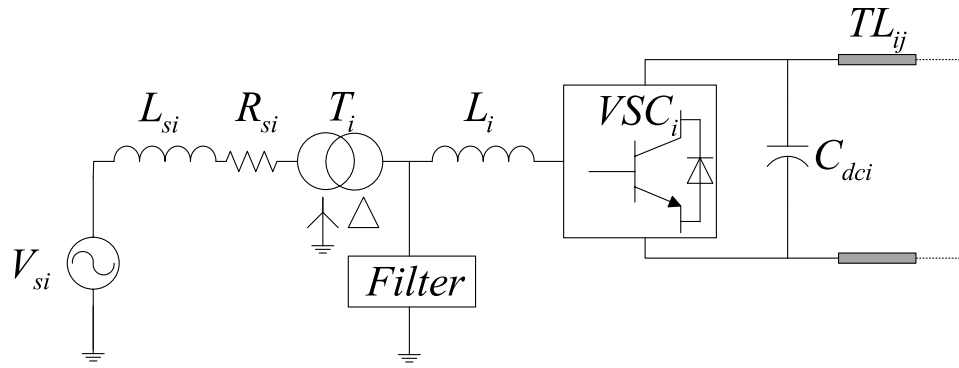 TL_ij
L_si
R_si
T_i
L_i
VSC_i
C_dci
V_si
Filter